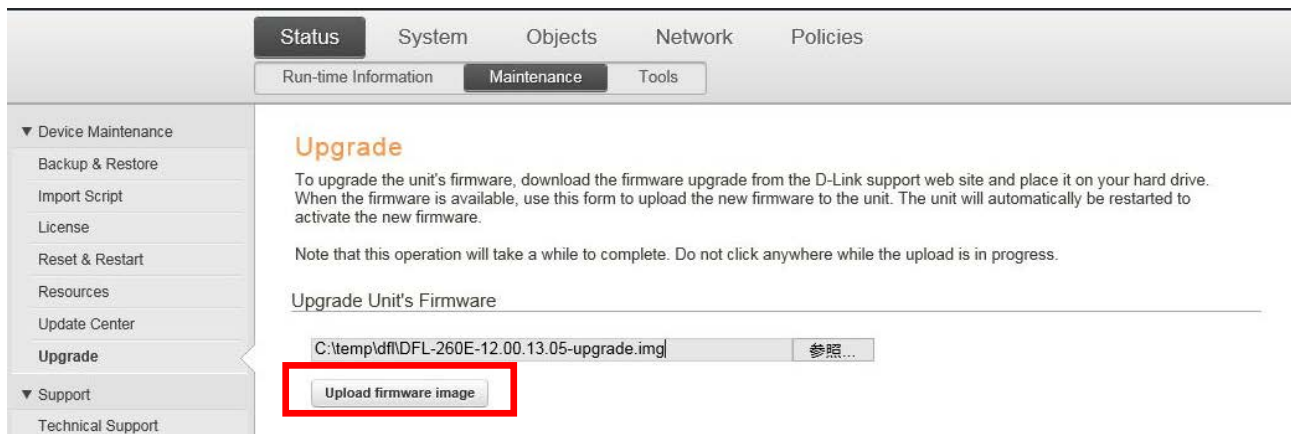 Status System Objects Network Policies
Run-time Information Maintenance Tools
▼ Device Maintenance
Backup & Restore
Import Script
License
Reset & Restart
Resources
Update Center
Upgrade
▼ Support
Technical Support
Upgrade
To upgrade the unit's firmware, download the firmware upgrade from the D-Link support web site and place it on your hard drive.
When the firmware is available, use this form to upload the new firmware to the unit. The unit will automatically be restarted to
activate the new firmware.
Note that this operation will take a while to complete. Do not click anywhere while the upload is in progress.
Upgrade Unit's Firmware
C:\temp\dfl\DFL-260E-12.00.13.05-upgrade.img 参照...
Upload firmware image